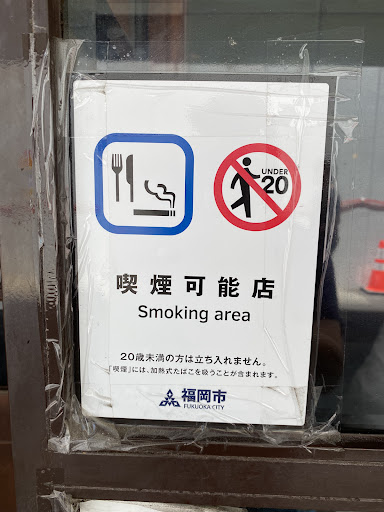 UNDER
20
喫煙可能店
Smoking area
20歳未満の方は立ち入れません。
「喫煙」には、加熱式たばこを吸うことが含まれます。
福岡市
FUKUOKA CITY